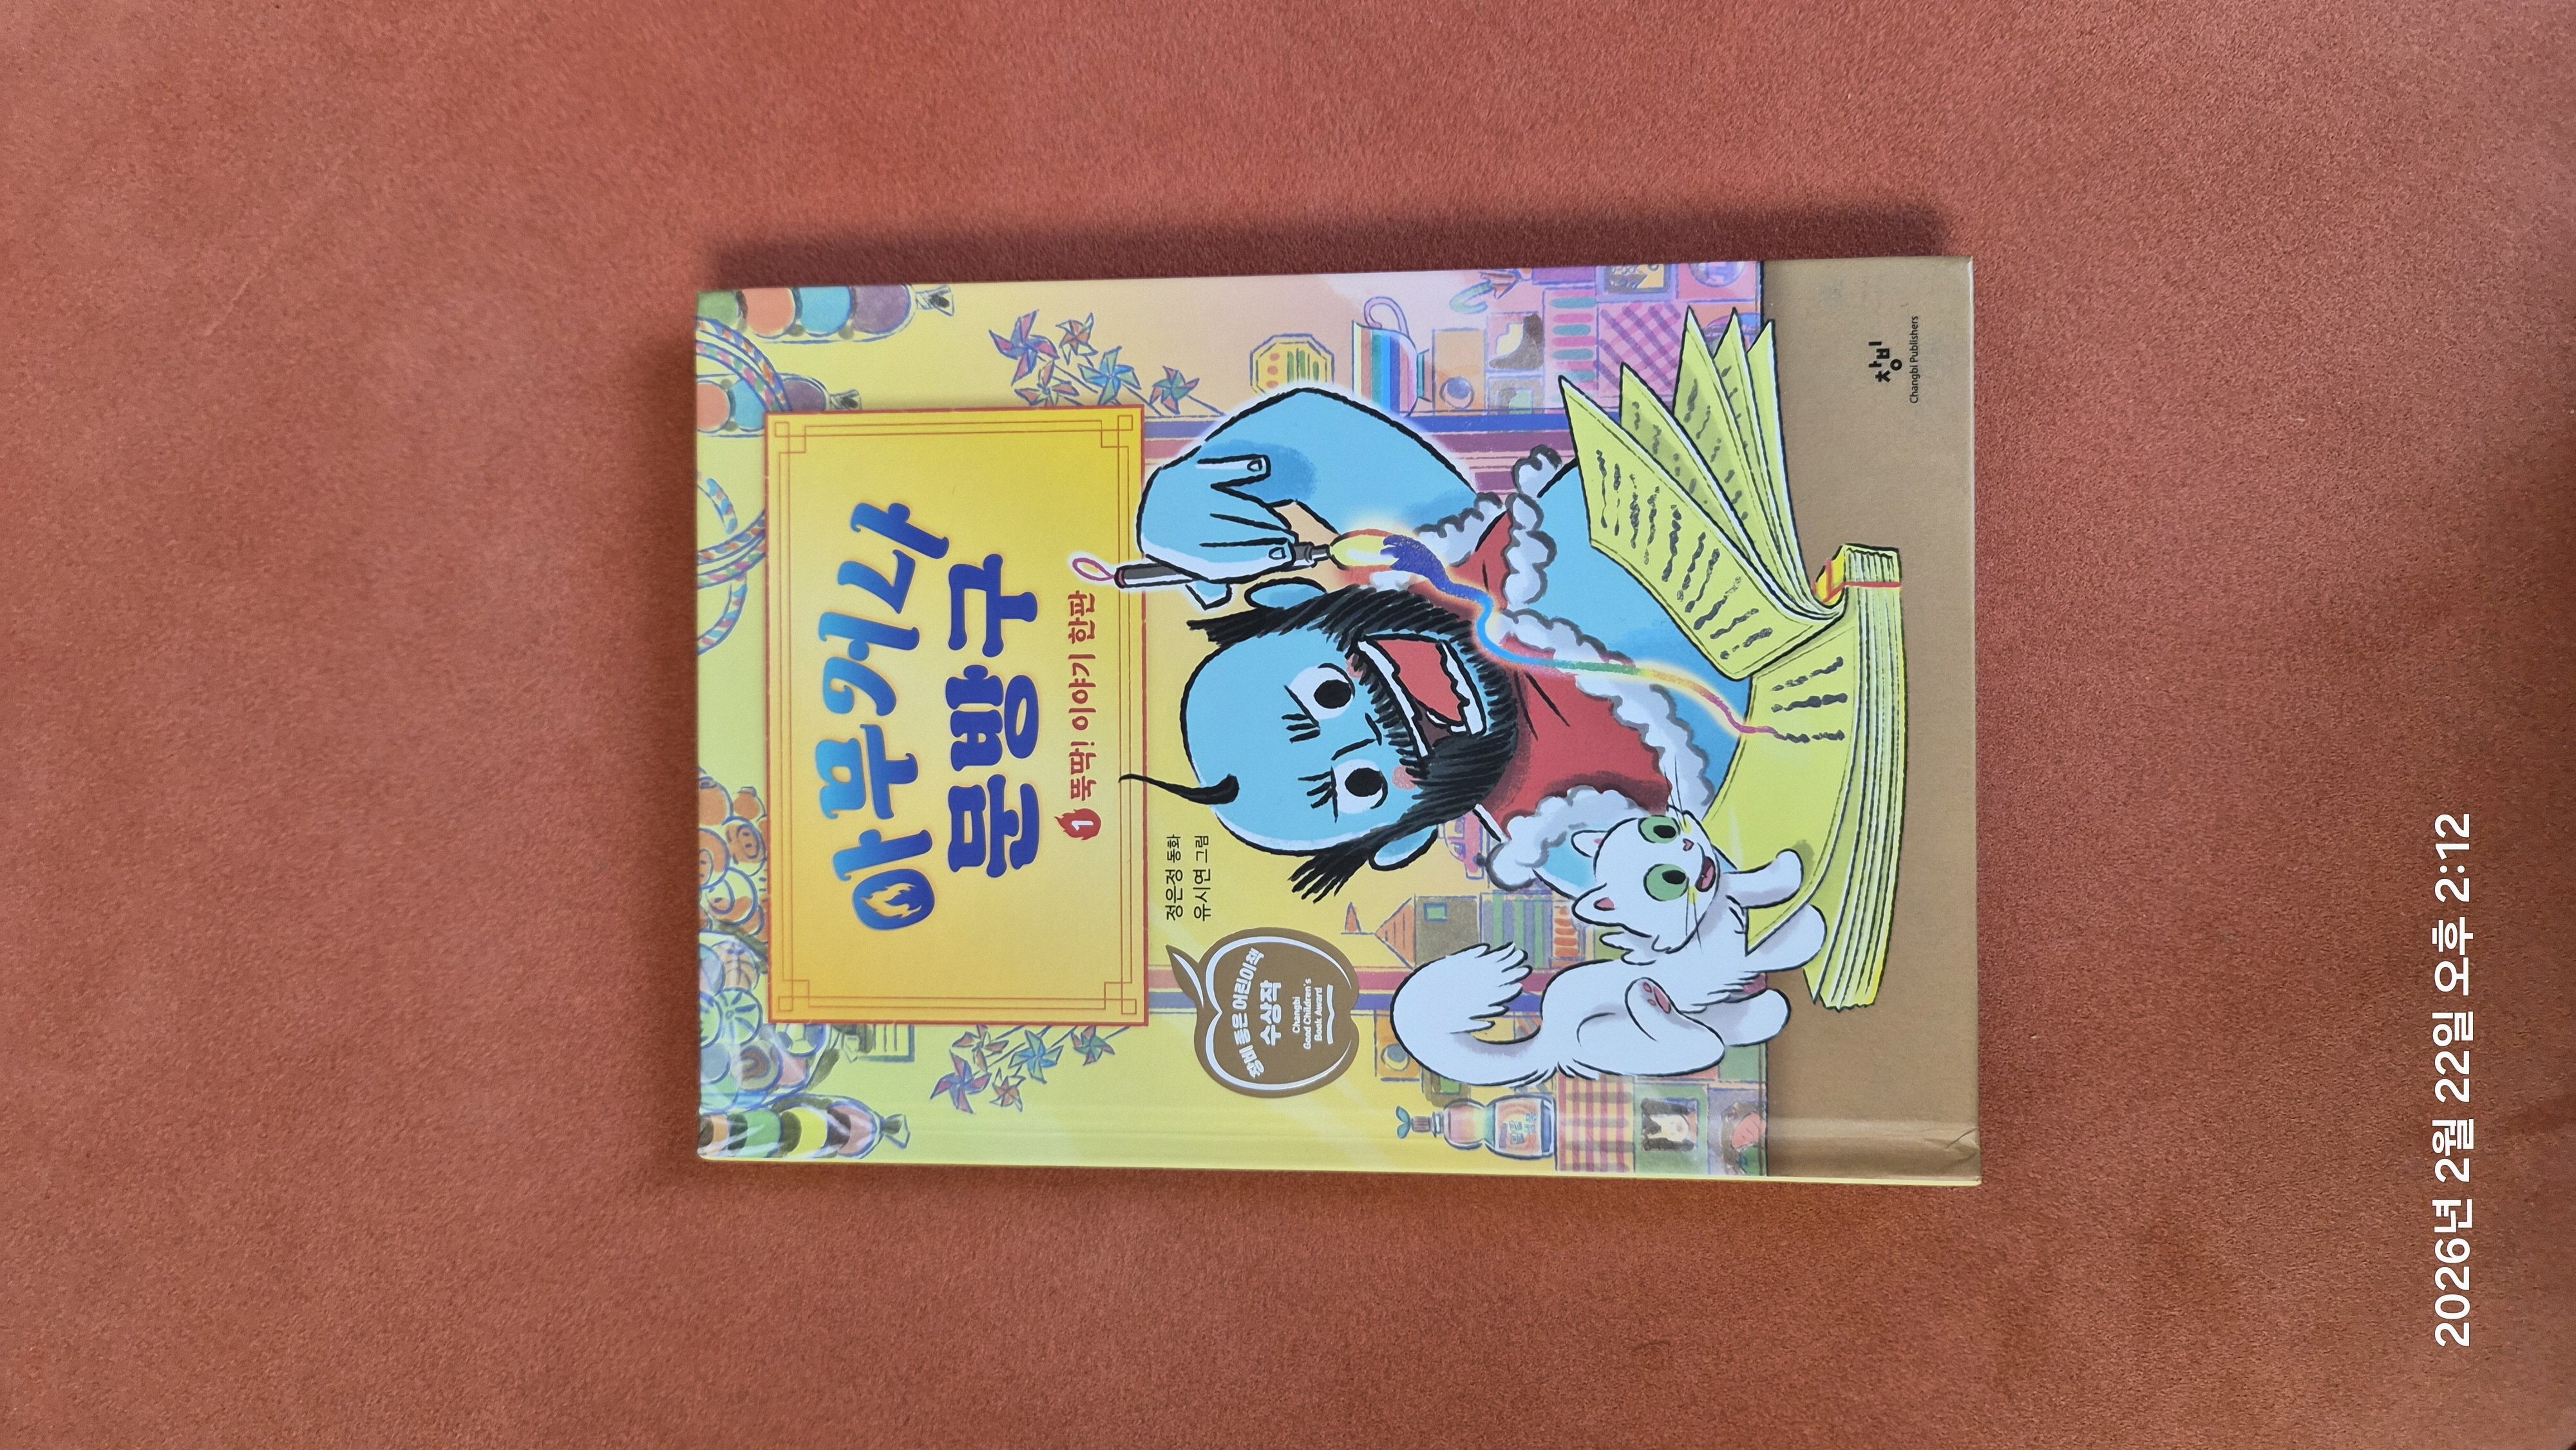 아무거나
문방구
1 뚝딱! 이야기 한판
정은정 동화
유시연 그림
창비 좋은 어린이책
수상작
Changbi
Good Children's
Book Award
창비
Changbi Publishers
2026년 2월 22일 오후 2:12